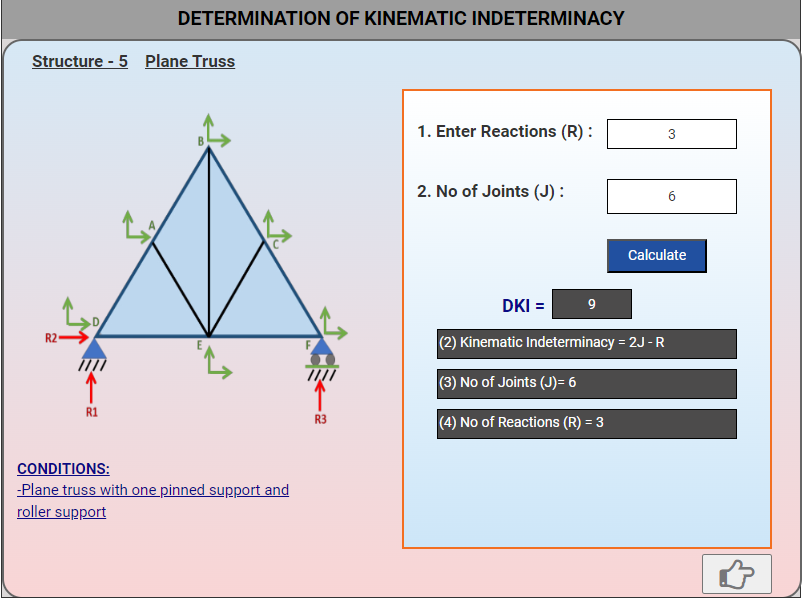 DETERMINATION OF KINEMATIC INDETERMINACY
Structure - 5 Plane Truss
B
A
C
D
R2
E
F
R1
R3
1. Enter Reactions (R) :
3
2. No of Joints (J) :
6
Calculate
DKI =
9
(2) Kinematic Indeterminacy = 2J - R
(3) No of Joints (J)= 6
(4) No of Reactions (R) = 3
CONDITIONS:
-Plane truss with one pinned support and
roller support